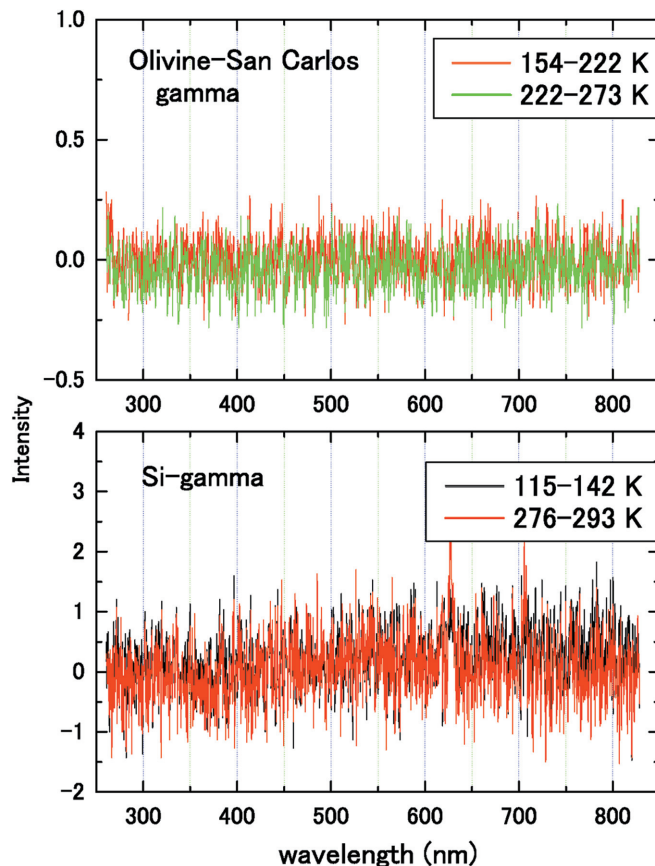 1.0
Olivine-San Carlos
gamma
154-222 K
222-273 K
0.5
0.0
-0.5
300 400 500 600 700 800
Intensity
4
Si-gamma
115-142 K
276-293 K
3
2
1
0
-1
-2
300 400 500 600 700 800
wavelength (nm)